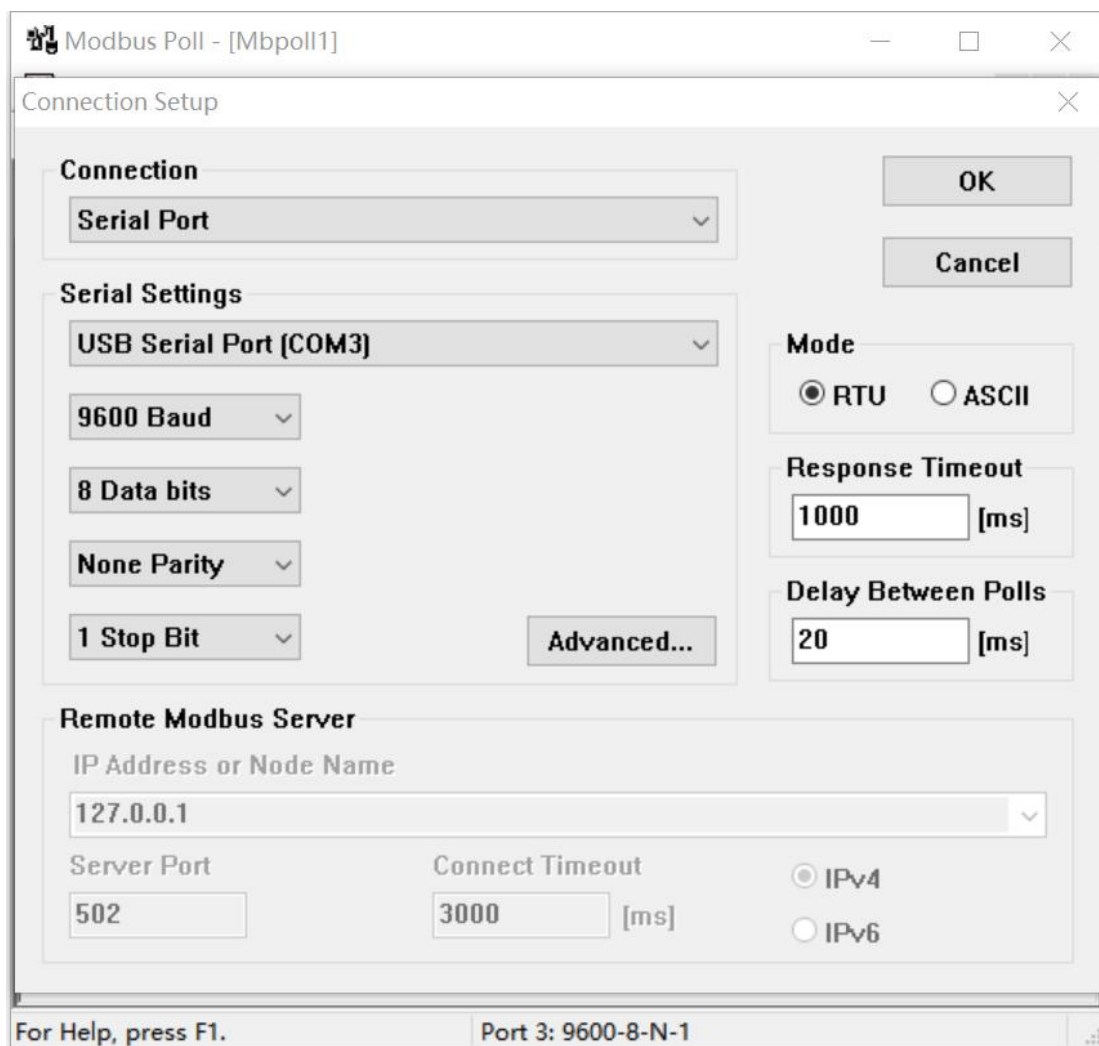 Modbus Poll - [Mbpoll1]
Connection Setup
Connection
Serial Port
OK
Cancel
Serial Settings
USB Serial Port (COM3)
9600 Baud
8 Data bits
None Parity
1 Stop Bit
Advanced...
Mode
RTU ASCII
Response Timeout
1000 [ms]
Delay Between Polls
20 [ms]
Remote Modbus Server
IP Address or Node Name
127.0.0.1
Server Port Connect Timeout
502 3000 [ms]
IPv4
IPv6
For Help, press F1. Port 3: 9600-8-N-1